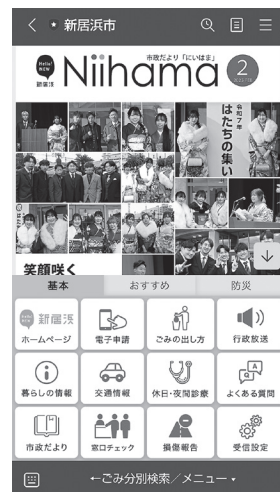 新居浜市
Hello! NEW
新居浜
市政だより「にいはま」
Niihama
2
令和7年
はたちの集い
笑顔咲く
基本 おすすめ 防災
新居浜
ホームページ
電子申請
ごみの出し方
行政放送
暮らしの情報
交通情報
休日・夜間診療
よくある質問
市政だより
窓口チェック
損傷報告
受信設定
←ごみ分別検索／メニュー ▾